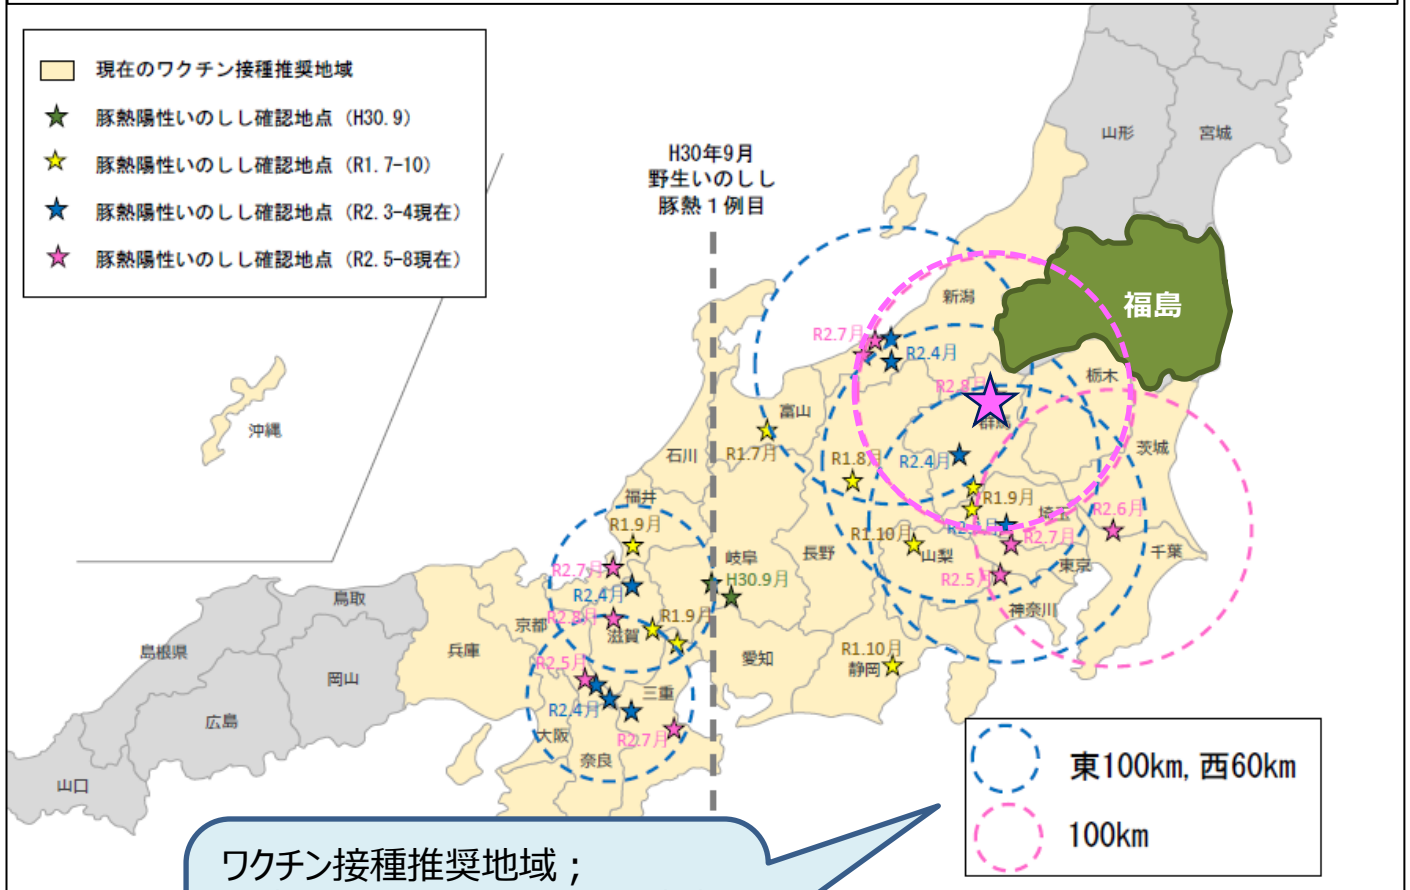 現在のワクチン接種推奨地域
豚熱陽性いのしし確認地点（H30.9）
豚熱陽性いのしし確認地点（R1.7-10）
豚熱陽性いのしし確認地点（R2.3-4現在）
豚熱陽性いのしし確認地点（R2.5-8現在）
H30年9月
野生いのしし
豚熱１例目
山形
宮城
新潟
福島
R2.7月
R2.4月
栃木
R2.8月
富山
群馬
沖縄
石川
R1.7月
R1.8月
R2.4月
茨城
福井
R1.9月
R1.9月
埼玉
R2.6月
R1.10月
R2.7月
岐阜
長野
山梨
東京
千葉
R2.7月
H30.9月
R2.5月
R2.4月
鳥取
京都
R2.8月
滋賀
R1.9月
神奈川
島根県
兵庫
愛知
R1.10月
静岡
岡山
R2.5月
三重
広島
R2.4月
大阪
R2.7月
奈良
山口
東100km, 西60km
100km
ワクチン接種推奨地域；